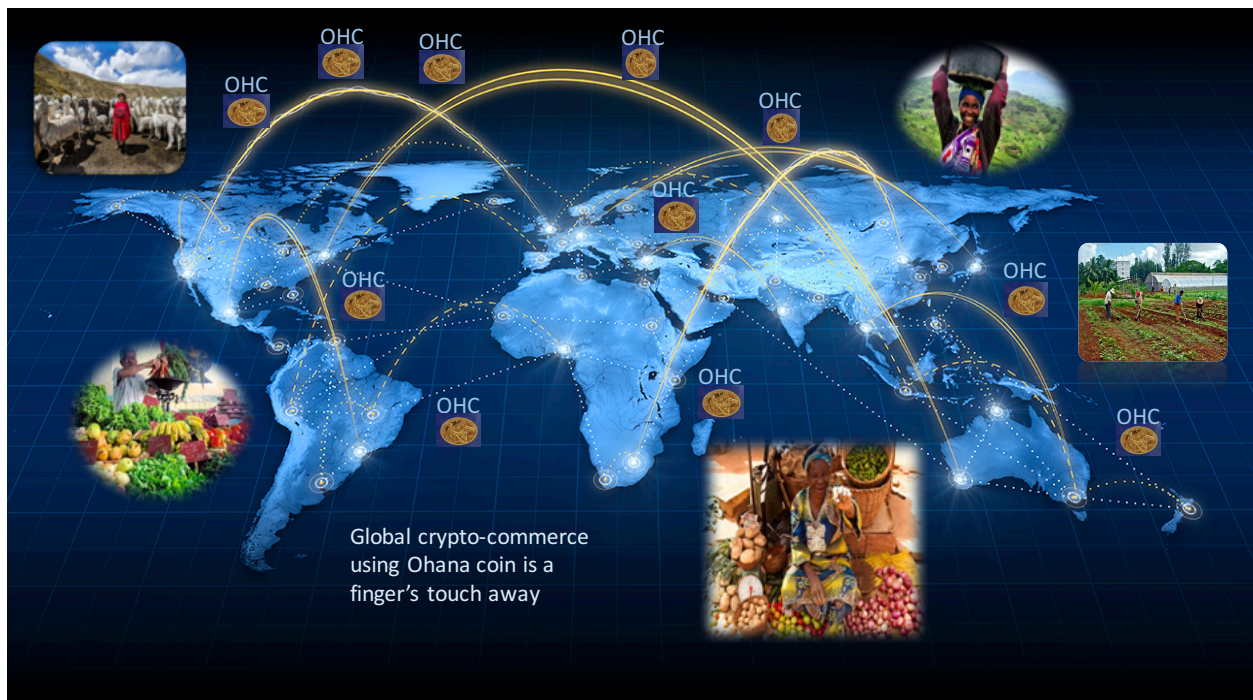 OHC
OHC
OHC
OHC
OHC
OHC
OHC
OHC
OHC
OHC
OHC
Global crypto-commerce
using Ohana coin is a
finger's touch away